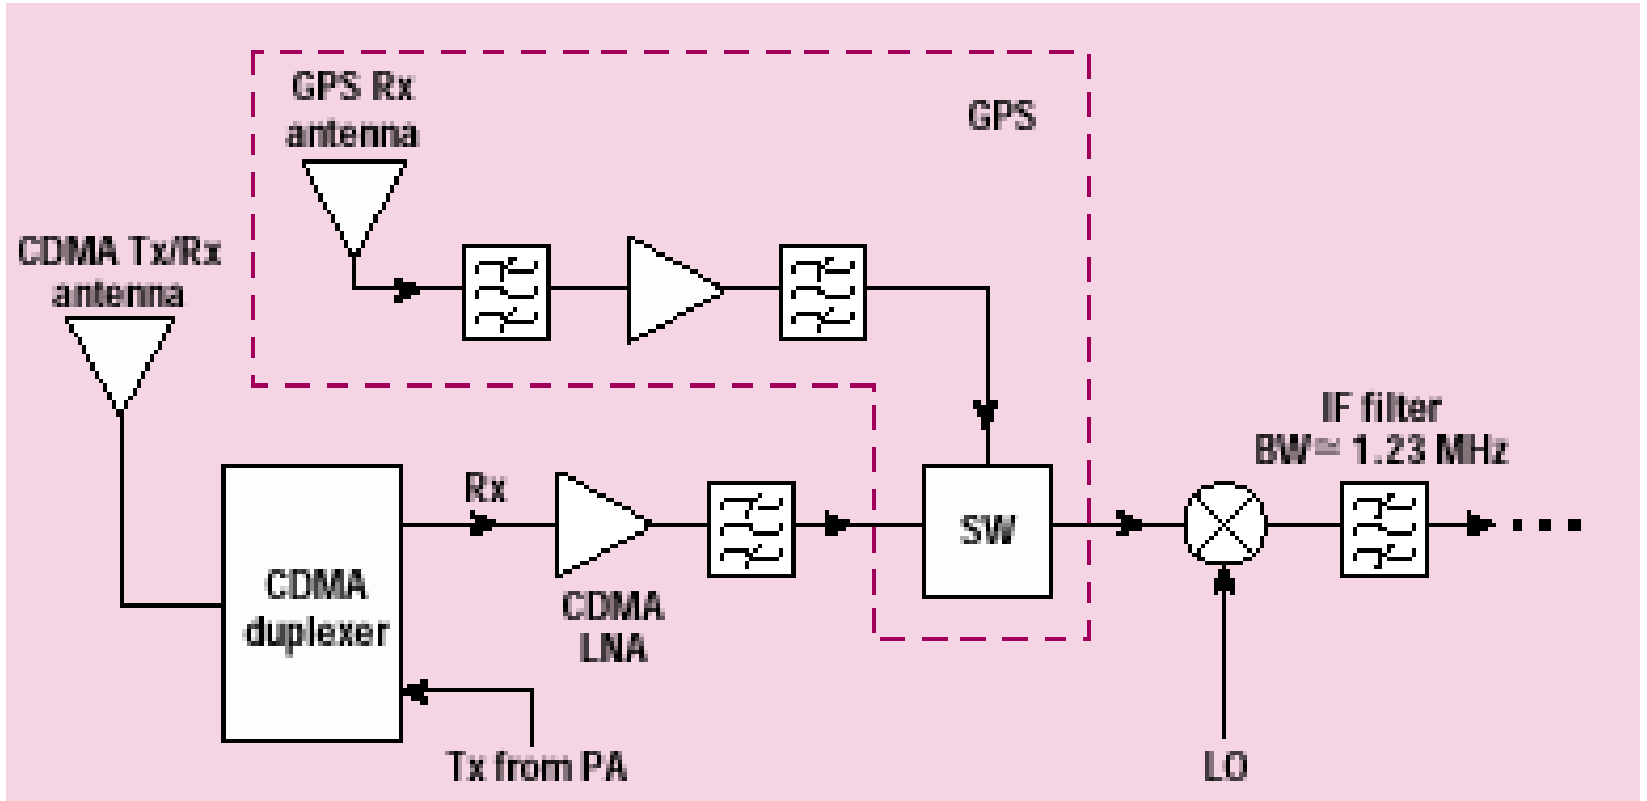 GPS Rx
antenna
GPS
CDMA Tx/Rx
antenna
IF filter
BW≅ 1.23 MHz
Rx
SW
CDMA
duplexer
CDMA
LNA
Tx from PA
LO